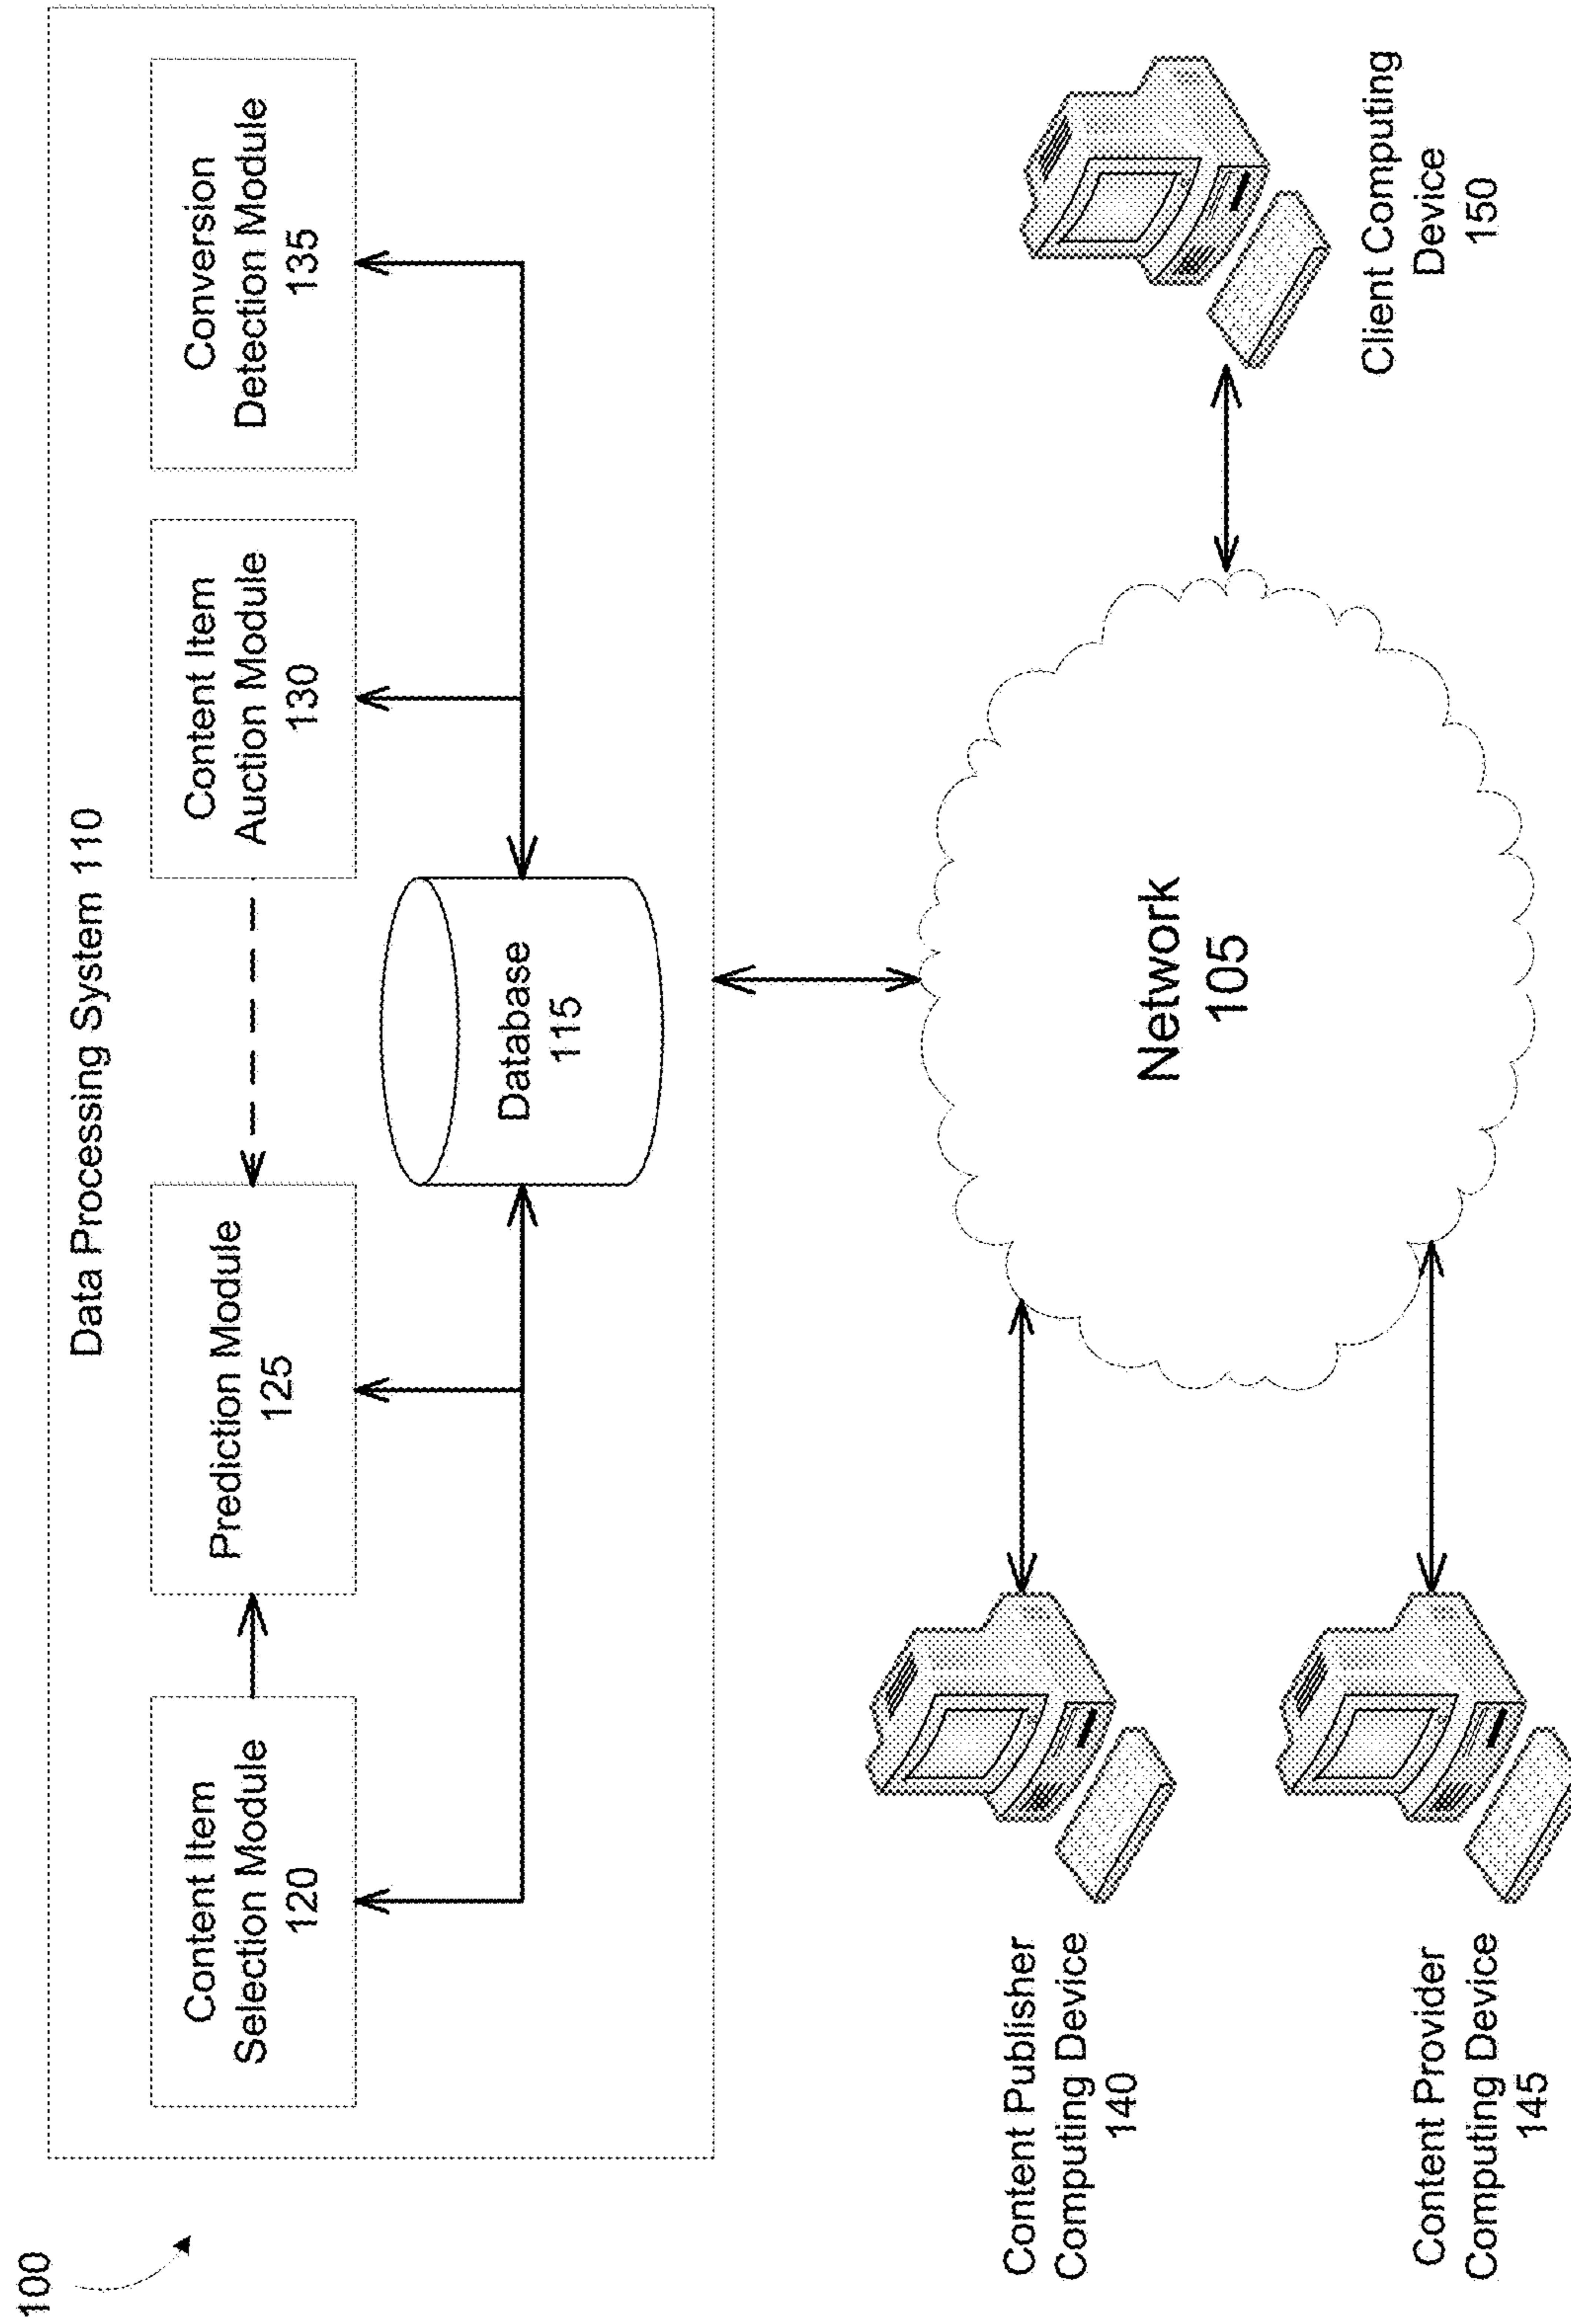 100
Data Processing System 110
Content Item
Selection Module
120
Prediction Module
125
Content Item
Auction Module
130
Conversion
Detection Module
135
Database
115
Network
105
Content Publisher
Computing Device
140
Content Provider
Computing Device
145
Client Computing
Device
150